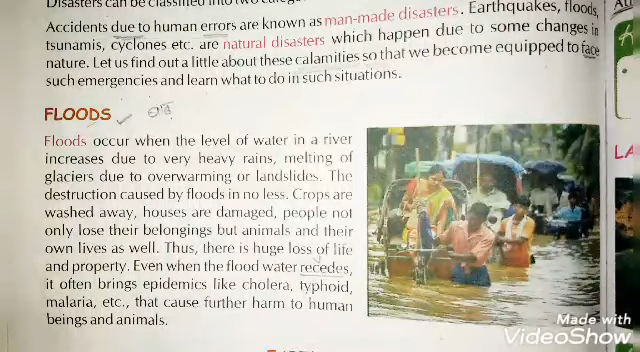 Disasters can be classified into two
Accidents due to human errors are known as man-made disasters. Earthquakes, floods,
tsunamis, cyclones etc. are natural disasters which happen due to some changes in
nature. Let us find out a little about these calamities so that we become equipped to face
such emergencies and learn what to do in such situations.
FLOODS
Floods occur when the level of water in a river
increases due to very heavy rains, melting of
glaciers due to overwarming or landslides. The
destruction caused by floods in no less. Crops are
washed away, houses are damaged, people not
only lose their belongings but animals and their
own lives as well. Thus, there is huge loss of life
and property. Even when the flood water recedes,
it often brings epidemics like cholera, typhoid,
malaria, etc., that cause further harm to human
beings and animals.
Made with
VideoShow